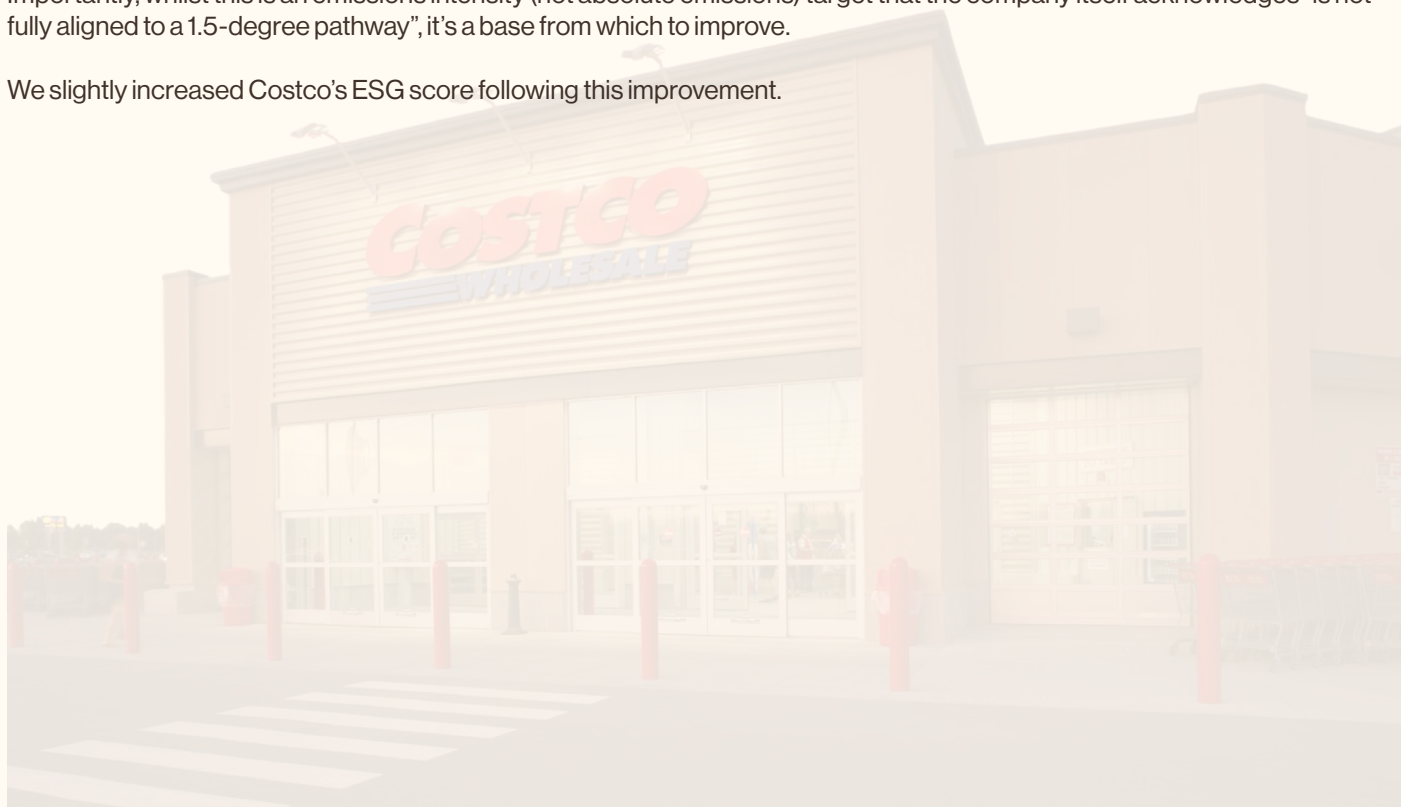 Importantly, whilst this is an emissions intensity (not absolute emissions) target that the company itself acknowledges “is not
fully aligned to a 1.5-degree pathway”, it’s a base from which to improve.
We slightly increased Costco’s ESG score following this improvement.
COSTCO
WHOLESALE